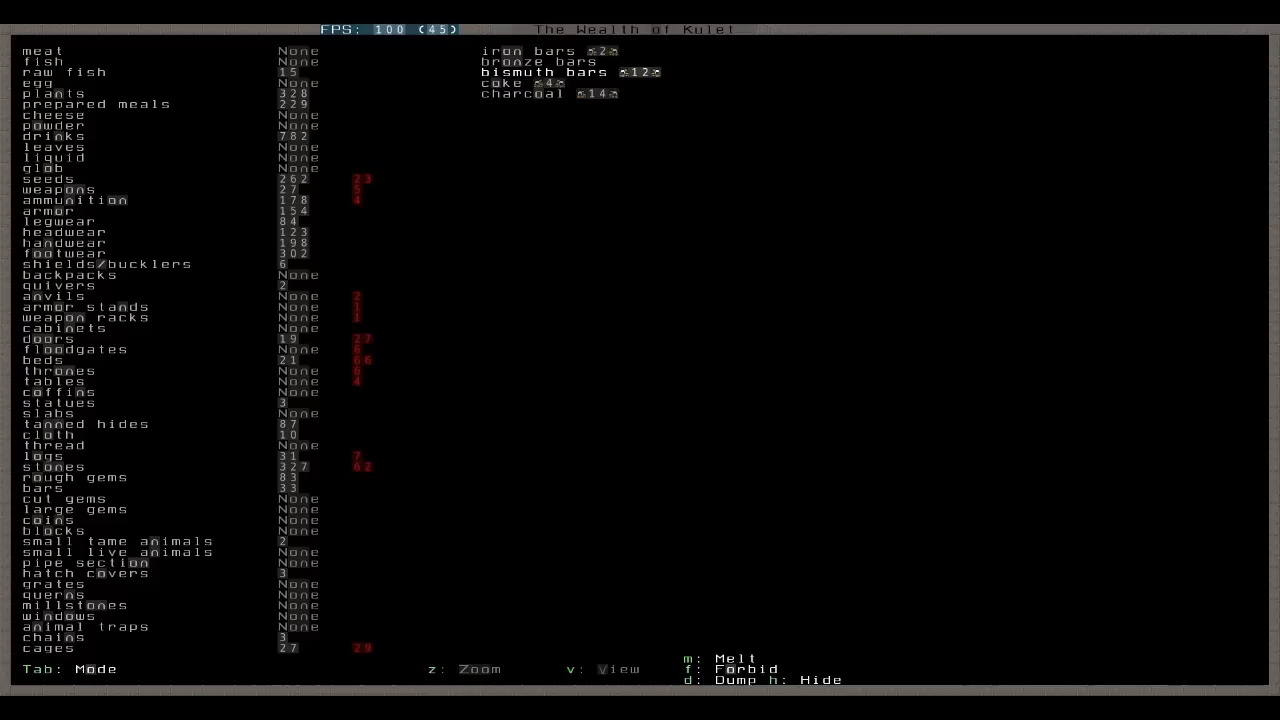 FPS: 100 (45) The Wealth of Kulet
meat None iron bars 2
fish None bronze bars
raw fish 15 bismuth bars 12
egg None coke 4
plants 328 charcoal 14
prepared meals 229
cheese None
powder None
drinks 782
leaves None
liquid None
glob None
seeds 262 23
weapons 27 5
ammunition 178 4
armor 154
legwear 84
headwear 123
handwear 198
footwear 302
shields/bucklers 6
backpacks None
quivers 2
anvils None 2
armor stands None 1
weapon racks None 1
cabinets None
doors 19 27
floodgates None 6
beds 21 66
thrones None 6
tables None 4
coffins None
statues 3
slabs None
tanned hides 87
cloth 10
thread None
logs 31 7
stones 327 62
rough gems 83
bars 33
cut gems None
large gems None
coins None
blocks None
small tame animals 2
small live animals None
pipe section None
hatch covers 3
grates None
querns None
millstones None
windows None
animal traps None
chains 3
cages 27 29
m: Melt
Tab: Mode z: Zoom v: View f: Forbid
d: Dump h: Hide